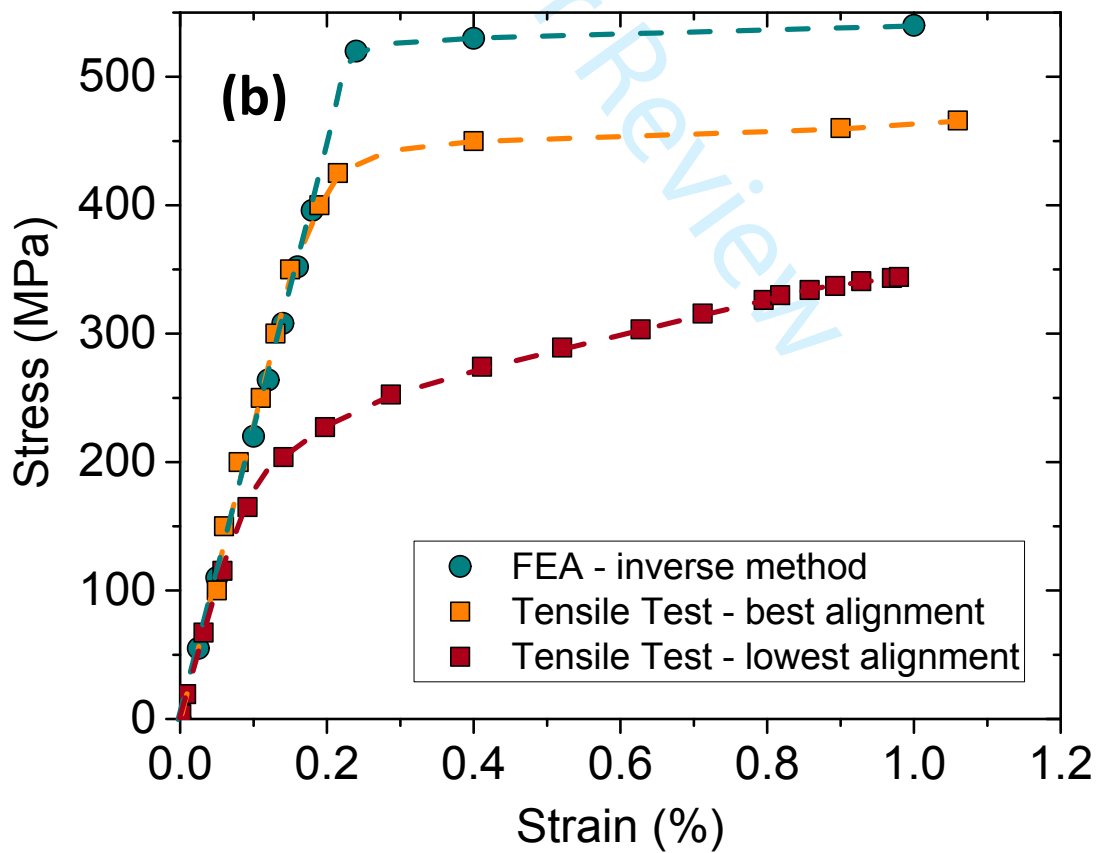 (b)
r Review
500
400
300
200
100
0
Stress (MPa)
FEA - inverse method
Tensile Test - best alignment
Tensile Test - lowest alignment
0.0 0.2 0.4 0.6 0.8 1.0 1.2
Strain (%)